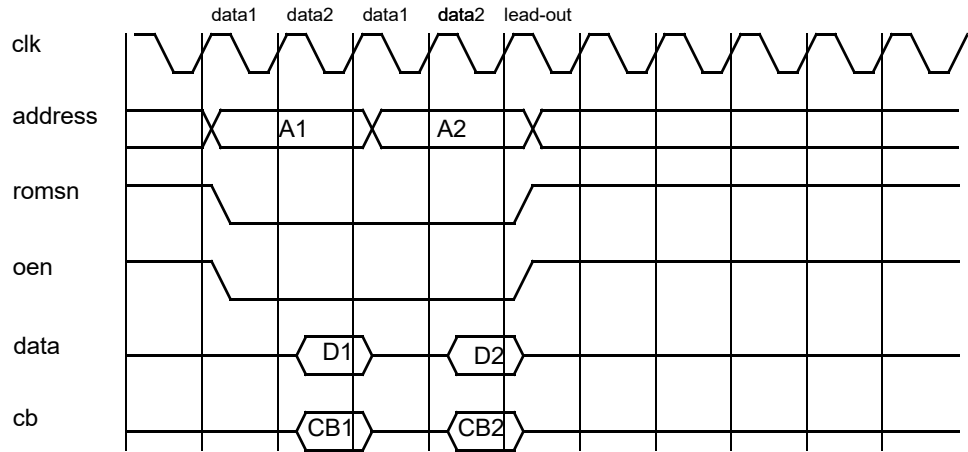 data1 data2 data1 data2 lead-out
clk
address A1 A2
romsn
oen
data D1 D2
cb CB1 CB2